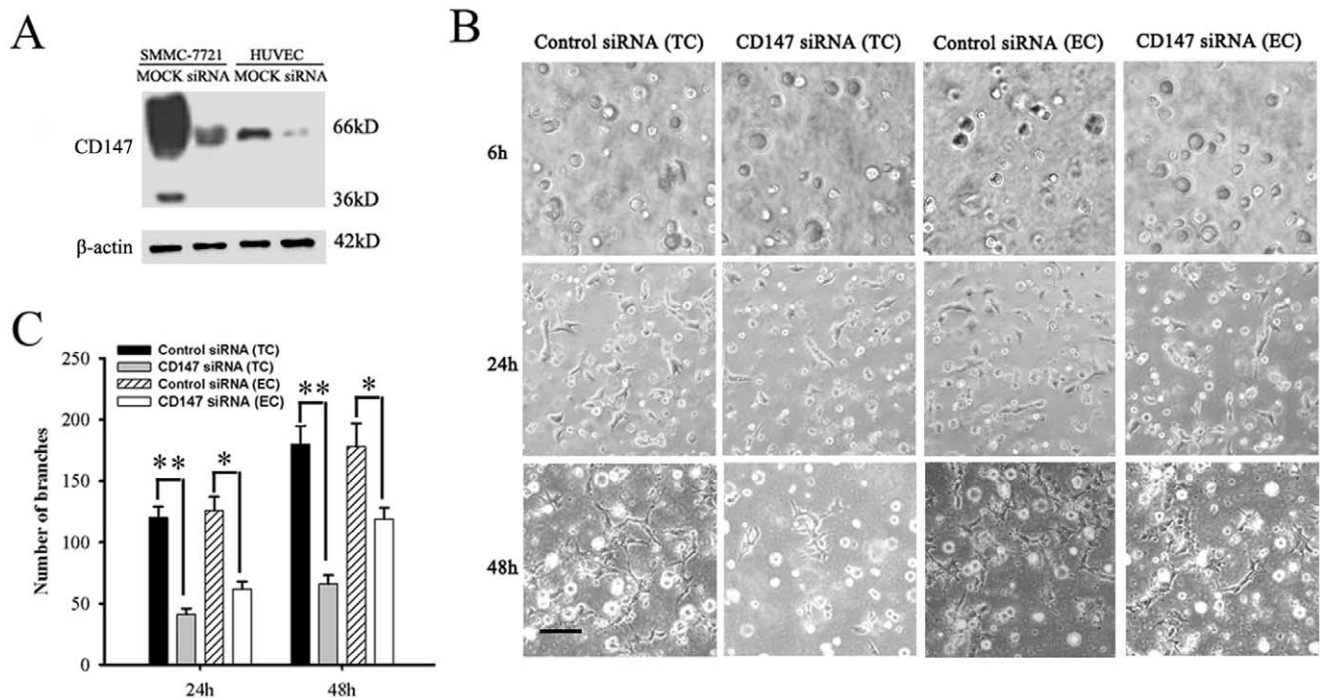 A
SMMC-7721 HUVEC
MOCK siRNA MOCK siRNA
CD147
66kD
36kD
β-actin
42kD
B
Control siRNA (TC) CD147 siRNA (TC) Control siRNA (EC) CD147 siRNA (EC)
6h
24h
48h
C
Control siRNA (TC)
CD147 siRNA (TC)
Control siRNA (EC)
CD147 siRNA (EC)
Number of branches
250
200
150
100
50
0
** * ** *
24h 48h